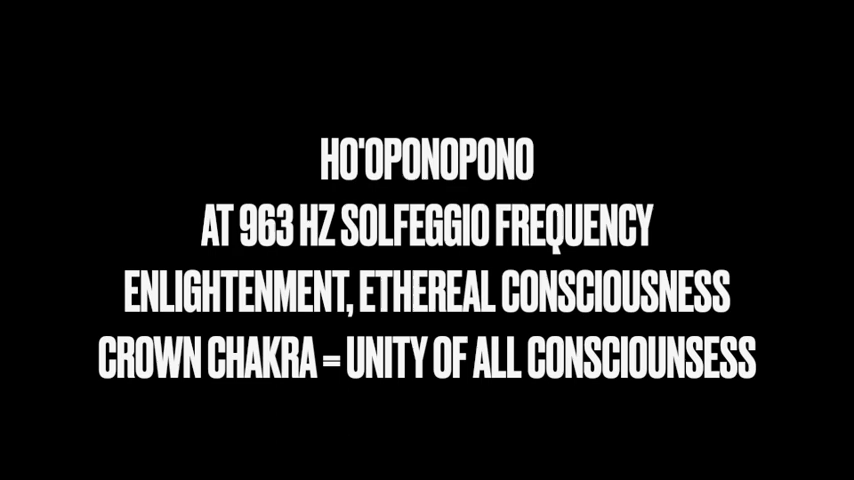 HO'OPONOPONO
AT 963 HZ SOLFEGGIO FREQUENCY
ENLIGHTENMENT, ETHEREAL CONSCIOUSNESS
CROWN CHAKRA = UNITY OF ALL CONSCIOUNSESS